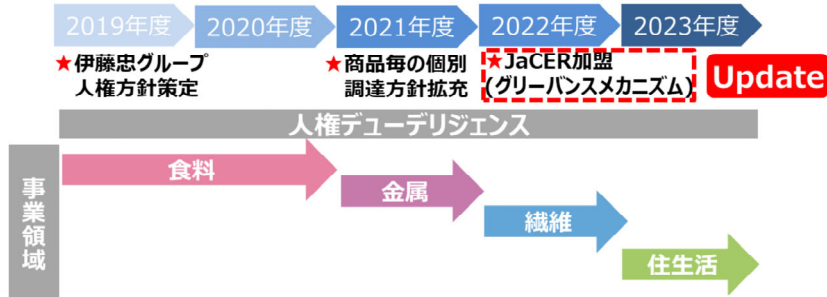 2019年度 2020年度 2021年度 2022年度 2023年度
★伊藤忠グループ
人権方針策定
★商品毎の個別
調達方針拡充
★JaCER加盟
(グリーバンスメカニズム)
Update
人権デューデリジェンス
事業領域
食料
金属
繊維
住生活